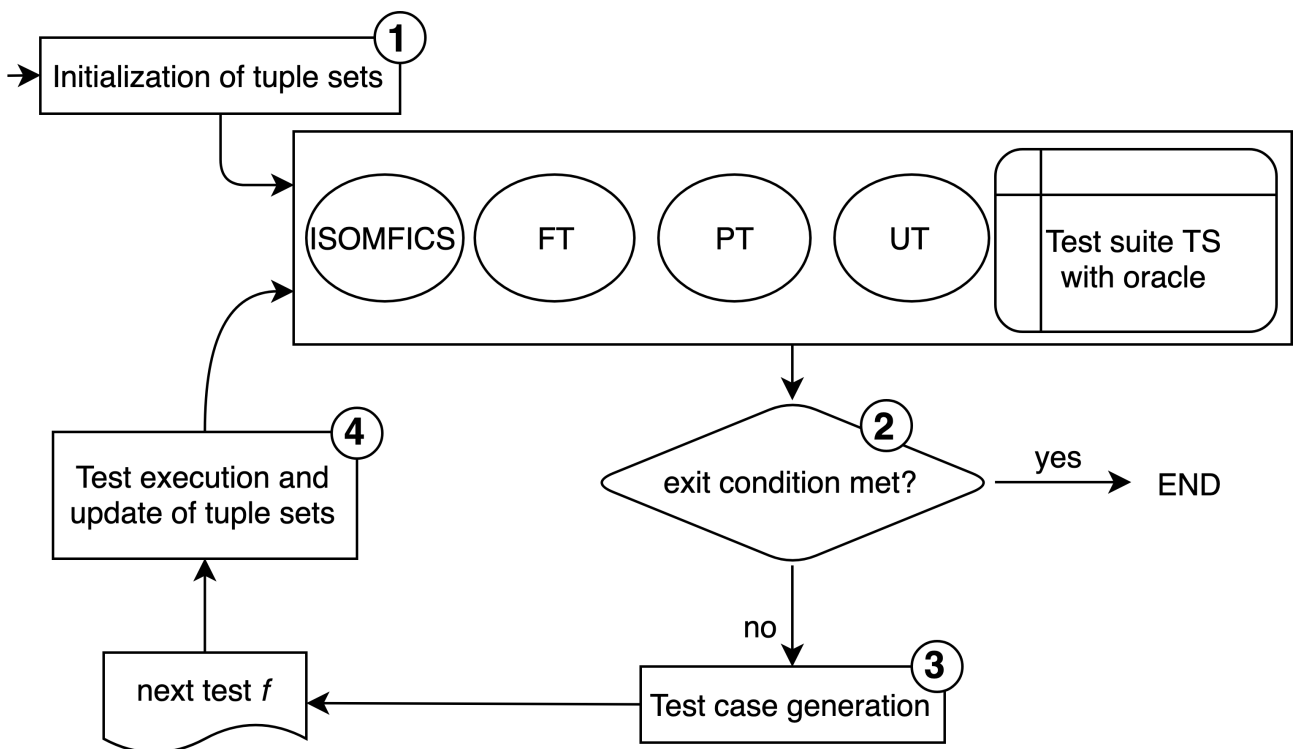 1
Initialization of tuple sets
ISOMFICS
FT
PT
UT
Test suite TS
with oracle
2
exit condition met?
yes
END
no
3
Test case generation
next test f
4
Test execution and
update of tuple sets